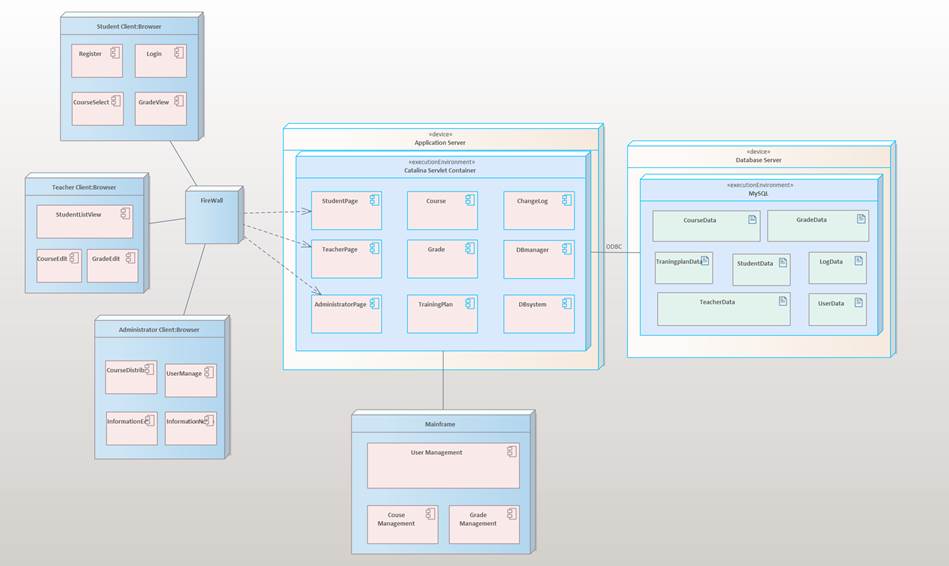 Student Client:Browser
Register
Login
CourseSelect
GradeView
Teacher Client:Browser
StudentListView
CourseEdit
GradeEdit
FireWall
Administrator Client:Browser
CourseDistrib
UserManage
InformationEd
InformationN
«device»
Application Server
«executionEnvironment»
Catalina Servlet Container
StudentPage
Course
ChangeLog
TeacherPage
Grade
DBmanager
AdministratorPage
TrainingPlan
DBsystem
ODBC
«device»
Database Server
«executionEnvironment»
MySQL
CourseData
GradeData
TraningplanData
StudentData
LogData
TeacherData
UserData
Mainframe
User Management
Couse
Management
Grade
Management